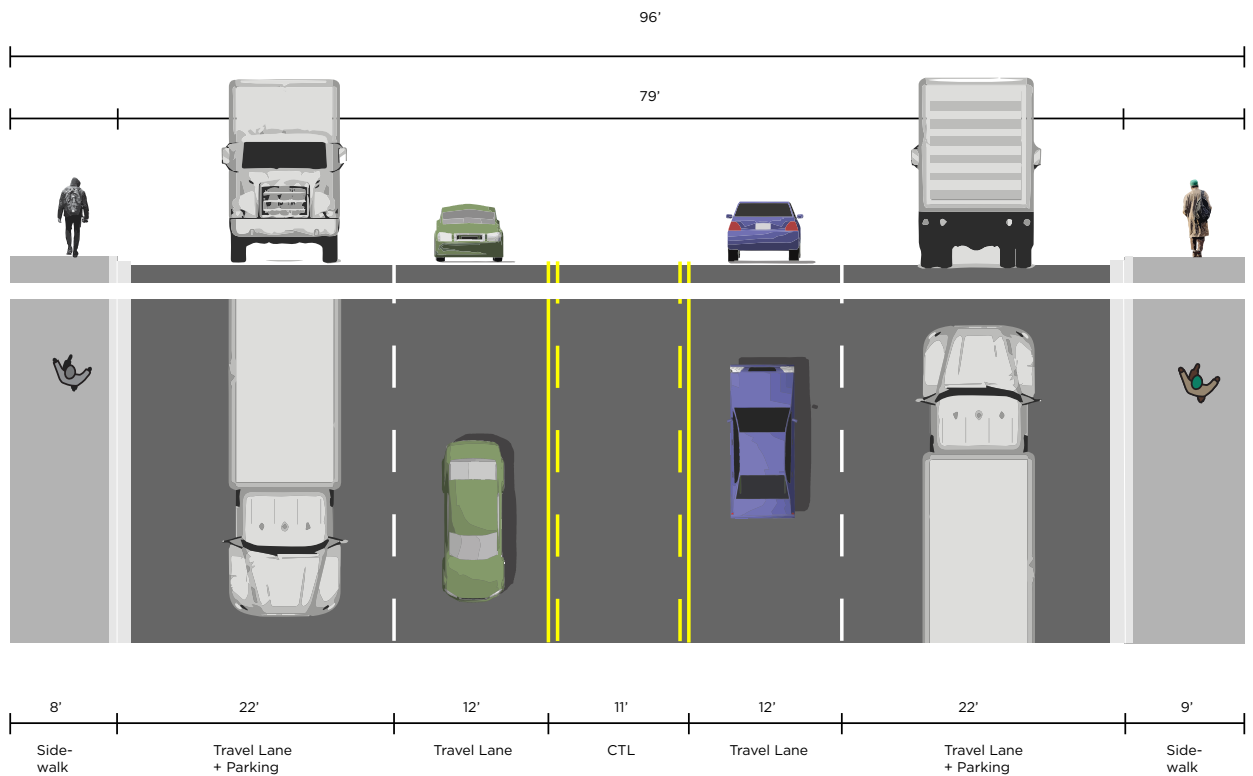 96’
79’
8’
22’
12’
11’
12’
22’
9’
Side-
walk
Travel Lane
+ Parking
Travel Lane
CTL
Travel Lane
Travel Lane
+ Parking
Side-
walk